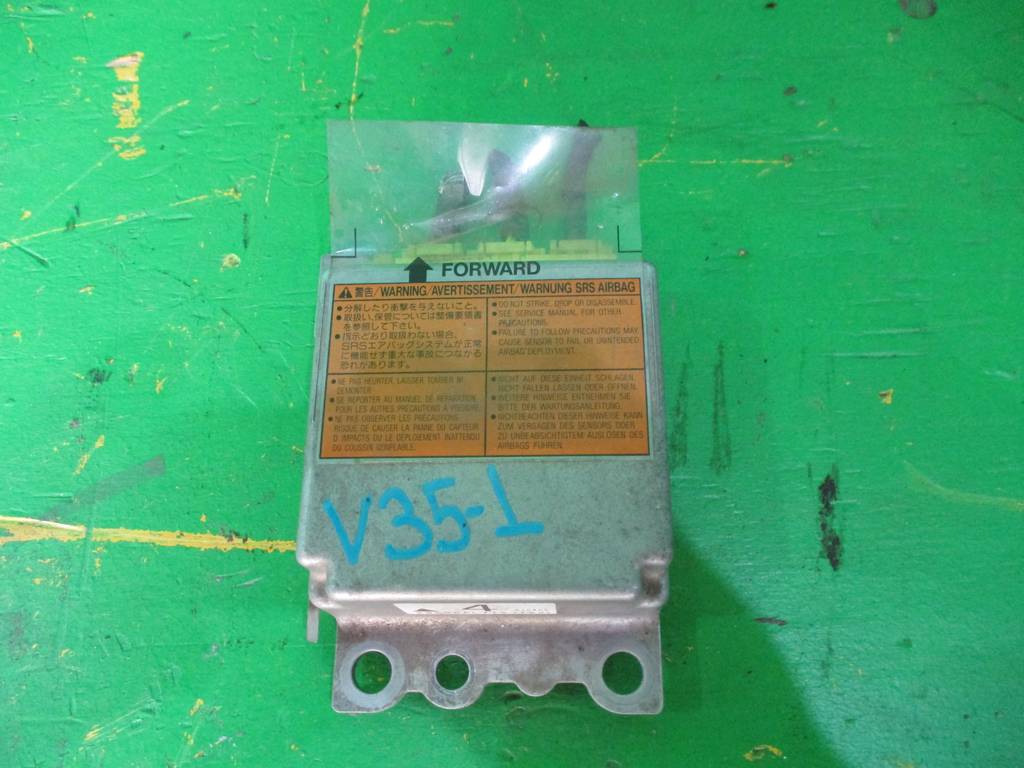 FORWARD
警告/WARNING/AVERTISSEMENT/WARNUNG SRS AIRBAG
●分解したり衝撃を与えないこと。
●取扱い、保管については整備要領書
を参照して下さい。
●指示どおり取扱わない場合、
SRSエアバッグシステムが正常
に機能せず重大な事故につながる
恐れがあります。
●DO NOT STRIKE, DROP OR DISASSEMBLE.
●SEE SERVICE MANUAL FOR OTHER
PRECAUTIONS.
●FAILURE TO FOLLOW PRECAUTIONS MAY
CAUSE SENSOR TO FAIL OR UNINTENDED
AIRBAG DEPLOYMENT.
●NE PAS HEURTER, LAISSER TOMBER NI
DEMONTER
●SE REPORTER AU MANUEL DE REPARATION
POUR LES AUTRES PRECAUTIONS A PRENDRE.
●NE PAS OBSERVER LES PRECAUTIONS
RISQUE DE CAUSER LA PANNE DU CAPTEUR
D IMPACTS OU LE DEPLOIEMENT INATTENDU
DU COUSSIN GONFLABLE.
●NICHT AUF DIESE EINHEIT SCHLAGEN,
NICHT FALLEN LASSEN ODER ÖFFNEN.
●WEITERE HINWEISE ENTNEHMEN SIE
BITTE DER WARTUNGSANLEITUNG.
●NICHTBEACHTEN DIESER HINWEISE KANN
ZUM VERSAGEN DES SENSORS ODER
ZU UNBEABSICHTIGTEM AUSLÖSEN DES
AIRBAGS FÜHREN.
V35-1
4